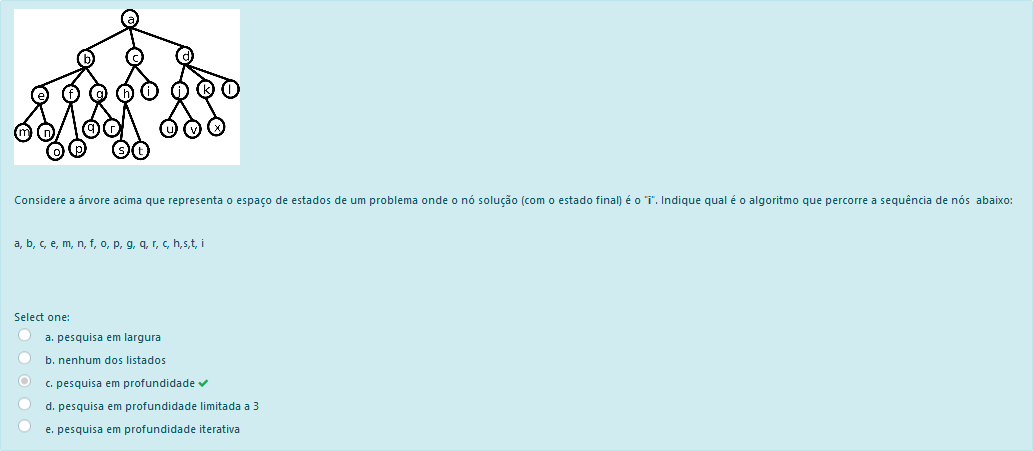 a
b c d
e f g h i j k l
m n q r u v x
o p s t
Considere a árvore acima que representa o espaço de estados de um problema onde o nó solução (com o estado final) é o "i". Indique qual é o algoritmo que percorre a sequência de nós abaixo:
a, b, c, e, m, n, f, o, p, g, q, r, c, h,s,t, i
Select one:
a. pesquisa em largura
b. nenhum dos listados
c. pesquisa em profundidade
d. pesquisa em profundidade limitada a 3
e. pesquisa em profundidade iterativa